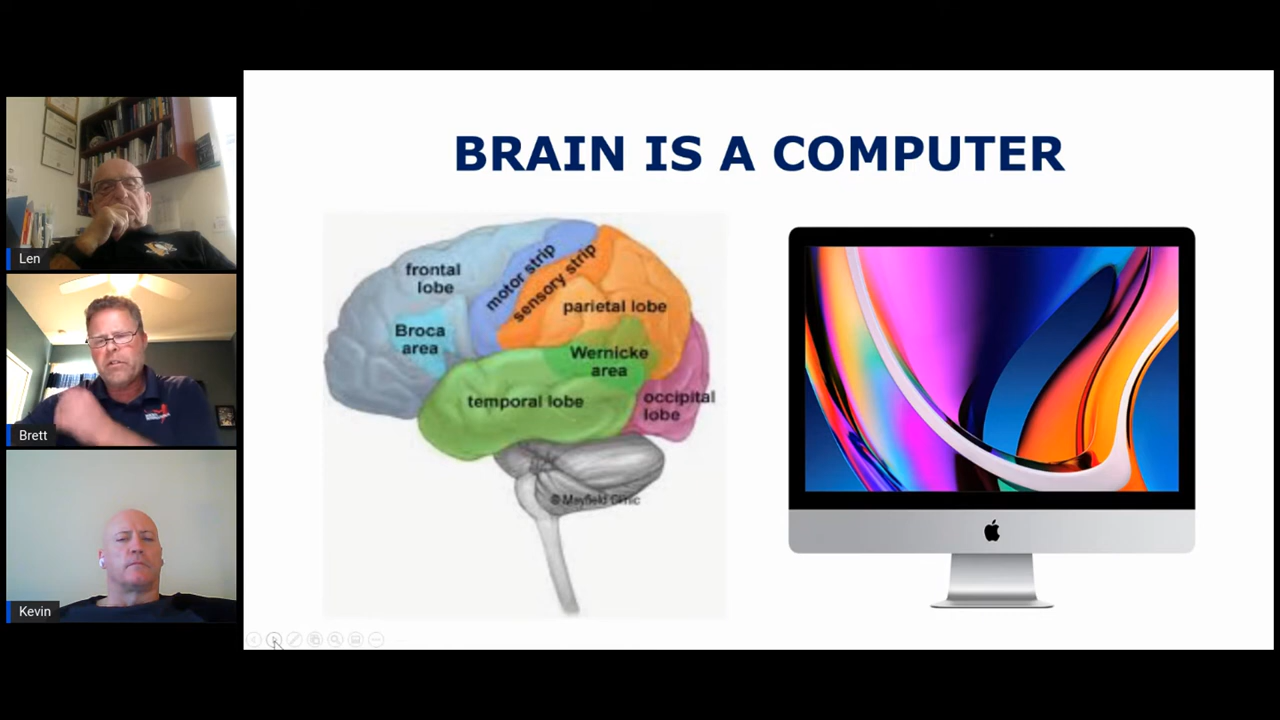 Len
Brett
Kevin
BRAIN IS A COMPUTER
frontal
lobe
motor strip
sensory strip
parietal lobe
Broca
area
Wernicke
area
temporal lobe
occipital
lobe
© Mayfield Clinic